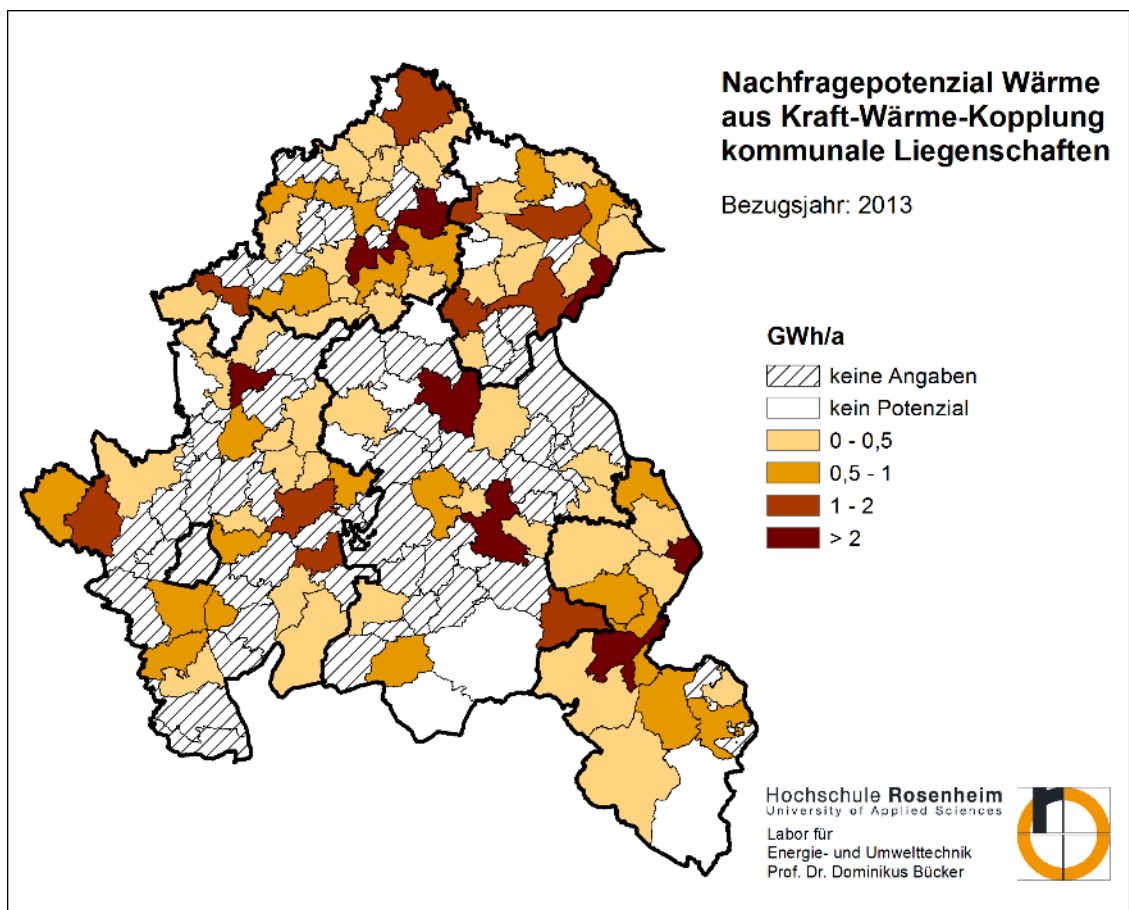 Nachfragepotenzial Wärme
aus Kraft-Wärme-Kopplung
kommunale Liegenschaften
Bezugsjahr: 2013
GWh/a
keine Angaben
kein Potenzial
0 - 0,5
0,5 - 1
1 - 2
> 2
Hochschule Rosenheim
University of Applied Sciences
Labor für
Energie- und Umwelttechnik
Prof. Dr. Dominikus Bücker